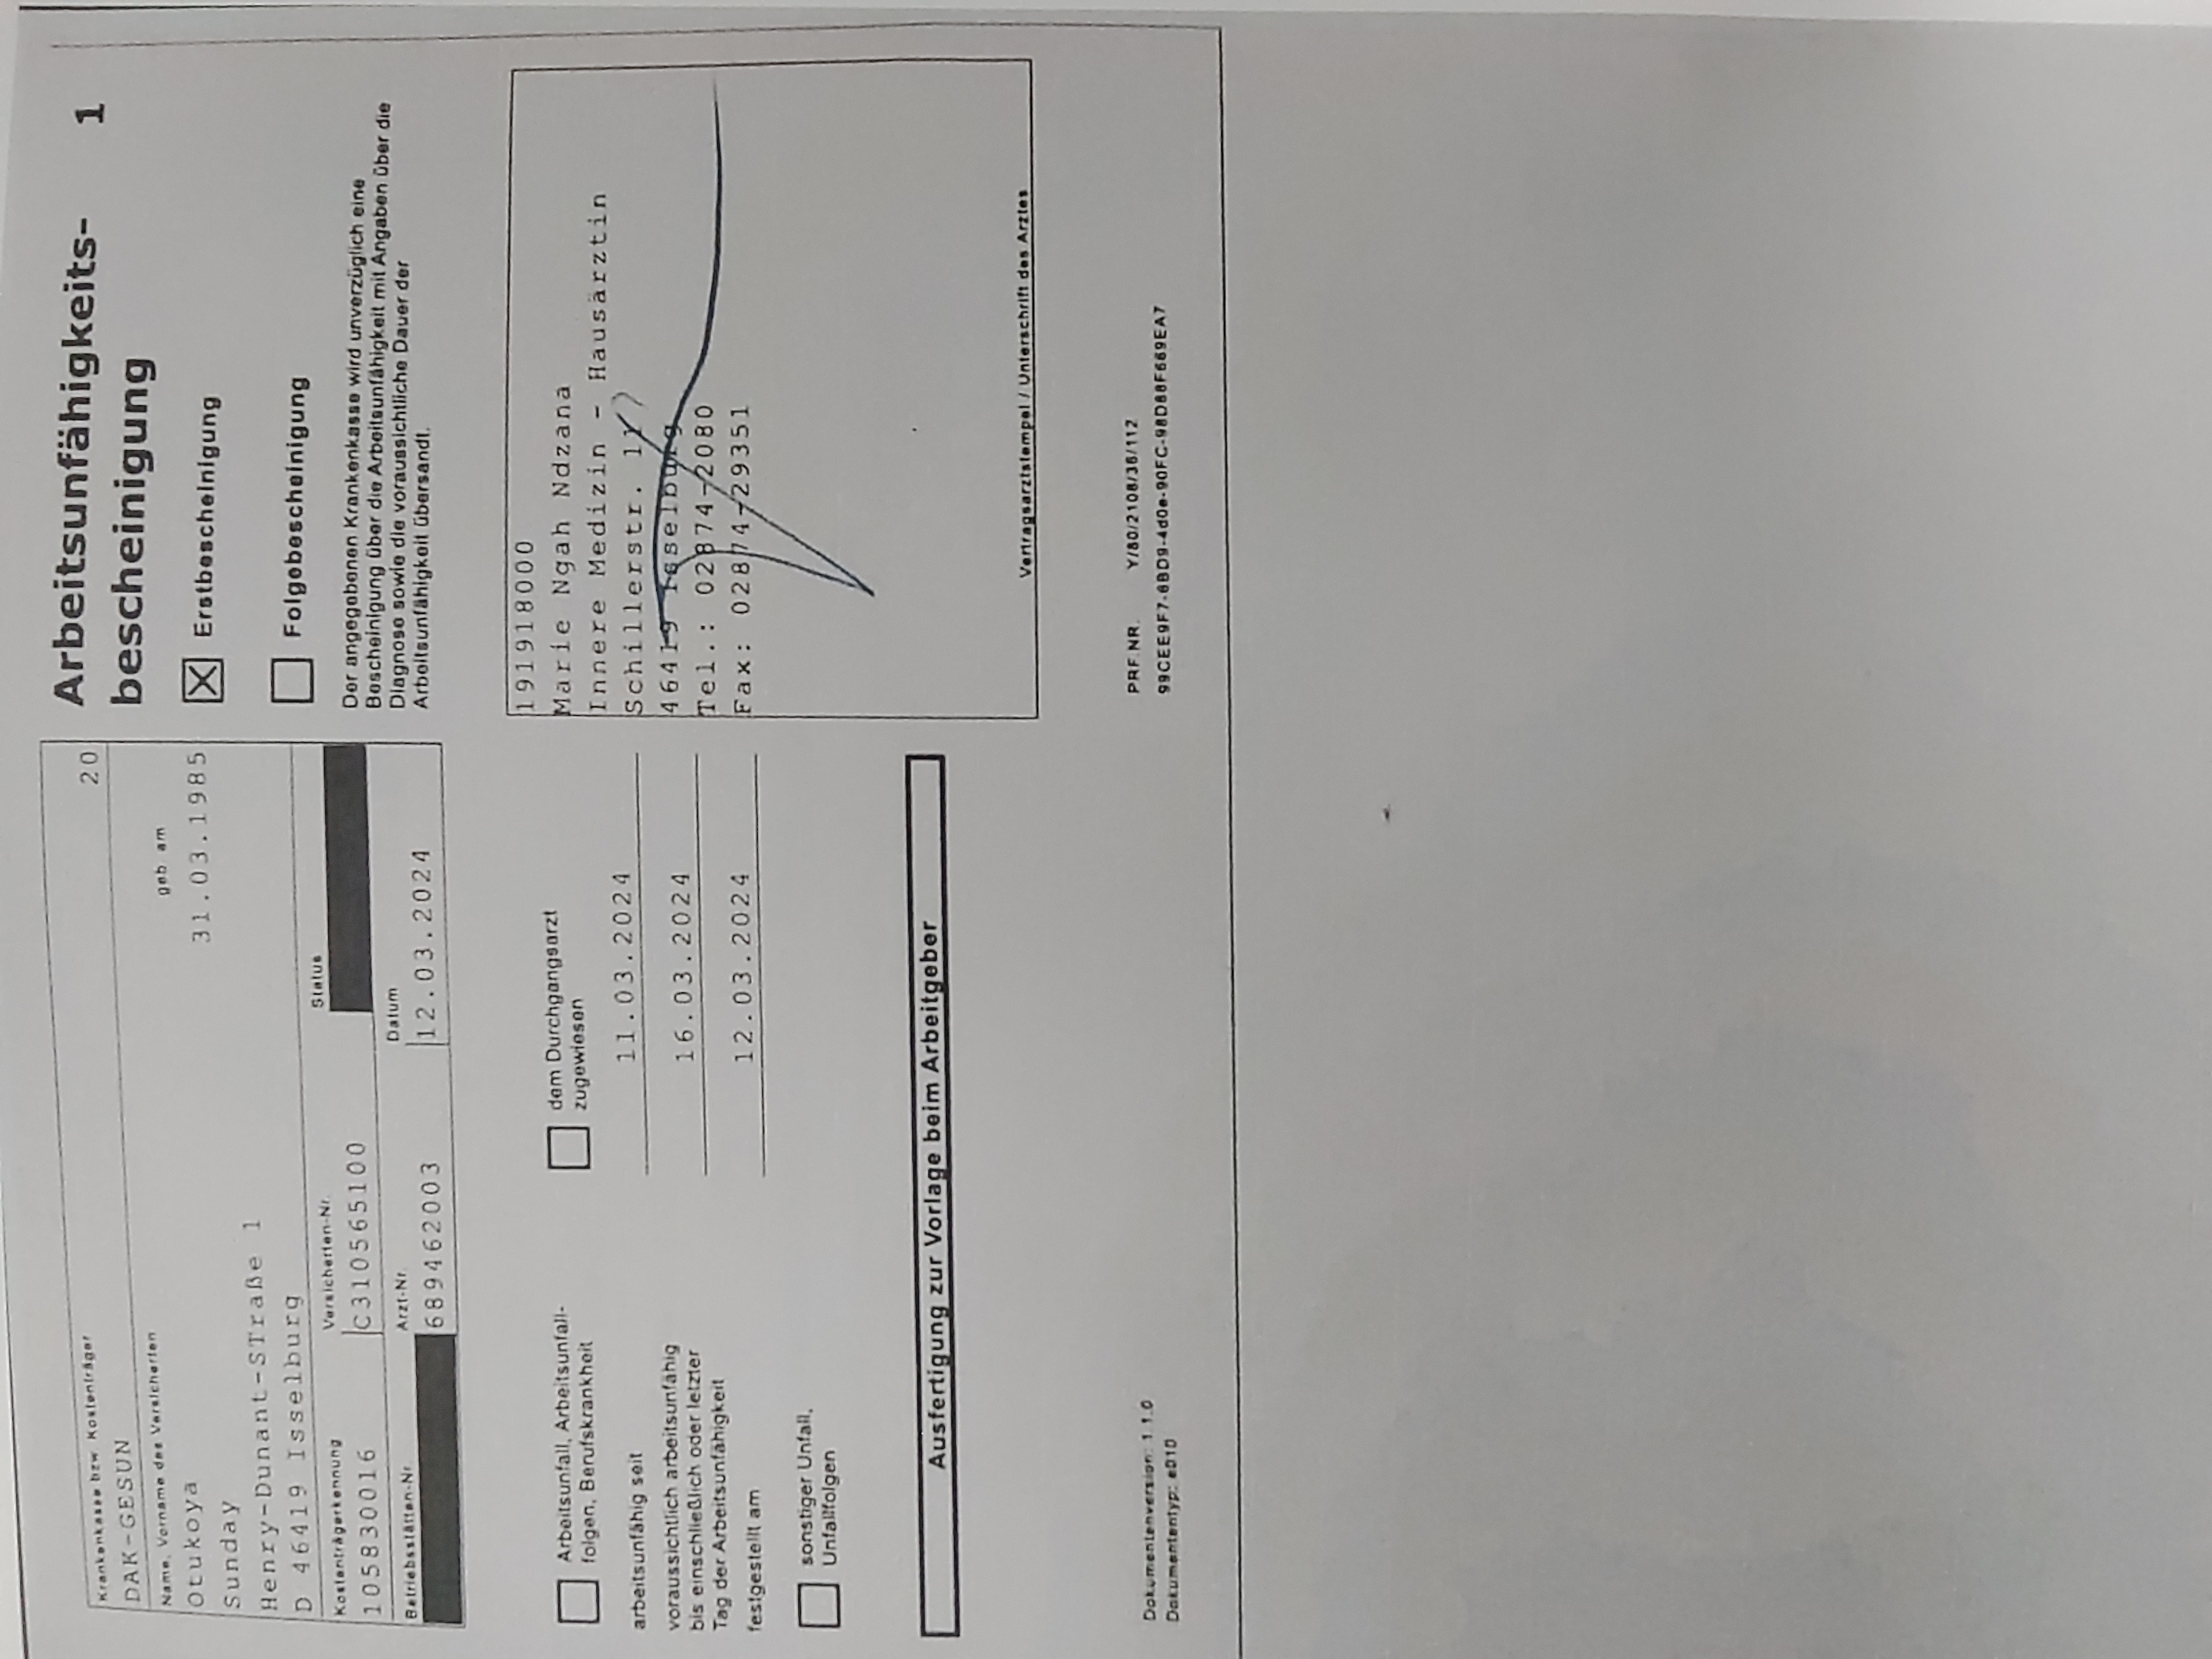 Krankenkasse bzw. Kostenträger
DAK-GESUN 20
Name, Vorname des Versicherten
geb. am
Otukoya
31.03.1985
Sunday
Henry-Dunant-STraße 1
D 46419 Isselburg
Kostenträgerkennung Versicherten-Nr. Status
105830016 C310565100
Betriebsstätten-Nr. Arzt-Nr. Datum
689462003 12.03.2024
Arbeitsunfähigkeits- 1
bescheinigung
Erstbescheinigung
Folgebescheinigung
Der angegebenen Krankenkasse wird unverzüglich eine
Bescheinigung über die Arbeitsunfähigkeit mit Angaben über die
Diagnose sowie die voraussichtliche Dauer der
Arbeitsunfähigkeit übersandt.
Arbeitsunfall, Arbeitsunfall-
folgen, Berufskrankheit
dem Durchgangsarzt
zugewiesen
arbeitsunfähig seit 11.03.2024
voraussichtlich arbeitsunfähig
bis einschließlich oder letzter 16.03.2024
Tag der Arbeitsunfähigkeit
festgestellt am 12.03.2024
sonstiger Unfall,
Unfallfolgen
Ausfertigung zur Vorlage beim Arbeitgeber
191918000
Marie Ngah Ndzana
Innere Medizin - Hausärztin
Schillerstr. 11
46419 Isselburg
Tel.: 02874-2080
Fax: 02874-29351
Vertragsarztstempel / Unterschrift des Arztes
Dokumentenversion: 1.1.0
Dokumententyp: e010
PRF.NR. Y/80/2108/36/112
99CEE9F7-6BD9-4d0e-90FC-98D88F669EA7